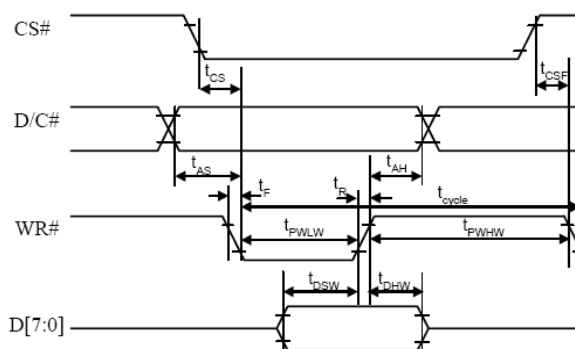 CS#
tCS
tCSF
D/C#
tAS
tAH
tF
tR
tcycle
WR#
tPWLW
tPWHW
tDSW
tDHW
D[7:0]